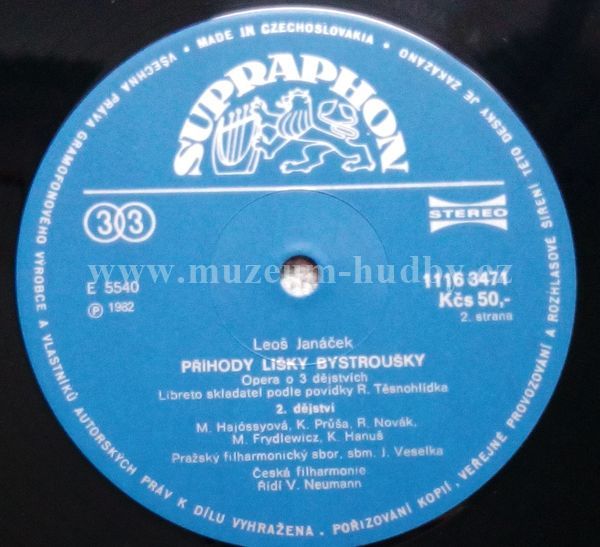 VŠECHNA PRÁVA GRAMOFONOVÉHO VÝROBCE A VLASTNÍKŮ AUTORSKÝCH PRÁV K DÍLU VYHRAŽENA. POŘIZOVÁNÍ KOPIÍ, VEŘEJNÉ PROVOZOVÁNÍ A ROZHLASOVÉ ŠÍŘENÍ TÉTO DESKY JE ZAKÁZÁNO
• MADE IN CZECHOSLOVAKIA •
SUPRAPHON
33
STEREO
www.muzeum-hudby.cz
E 5540
1116 3471
Ⓟ 1982
Kčs 50,-
2. strana
Leoš Janáček
PŘÍHODY LIŠKY BYSTROUŠKY
Opera o 3 dějstvích
Libreto skladatel podle povídky R. Těsnohlídka
2. dějství
M. Hajóssyová, K. Průša, R. Novák,
M. Frydlewicz, K. Hanuš
Pražský filharmonický sbor, sbm. J. Veselka
Česká filharmonie
Řídí V. Neumann